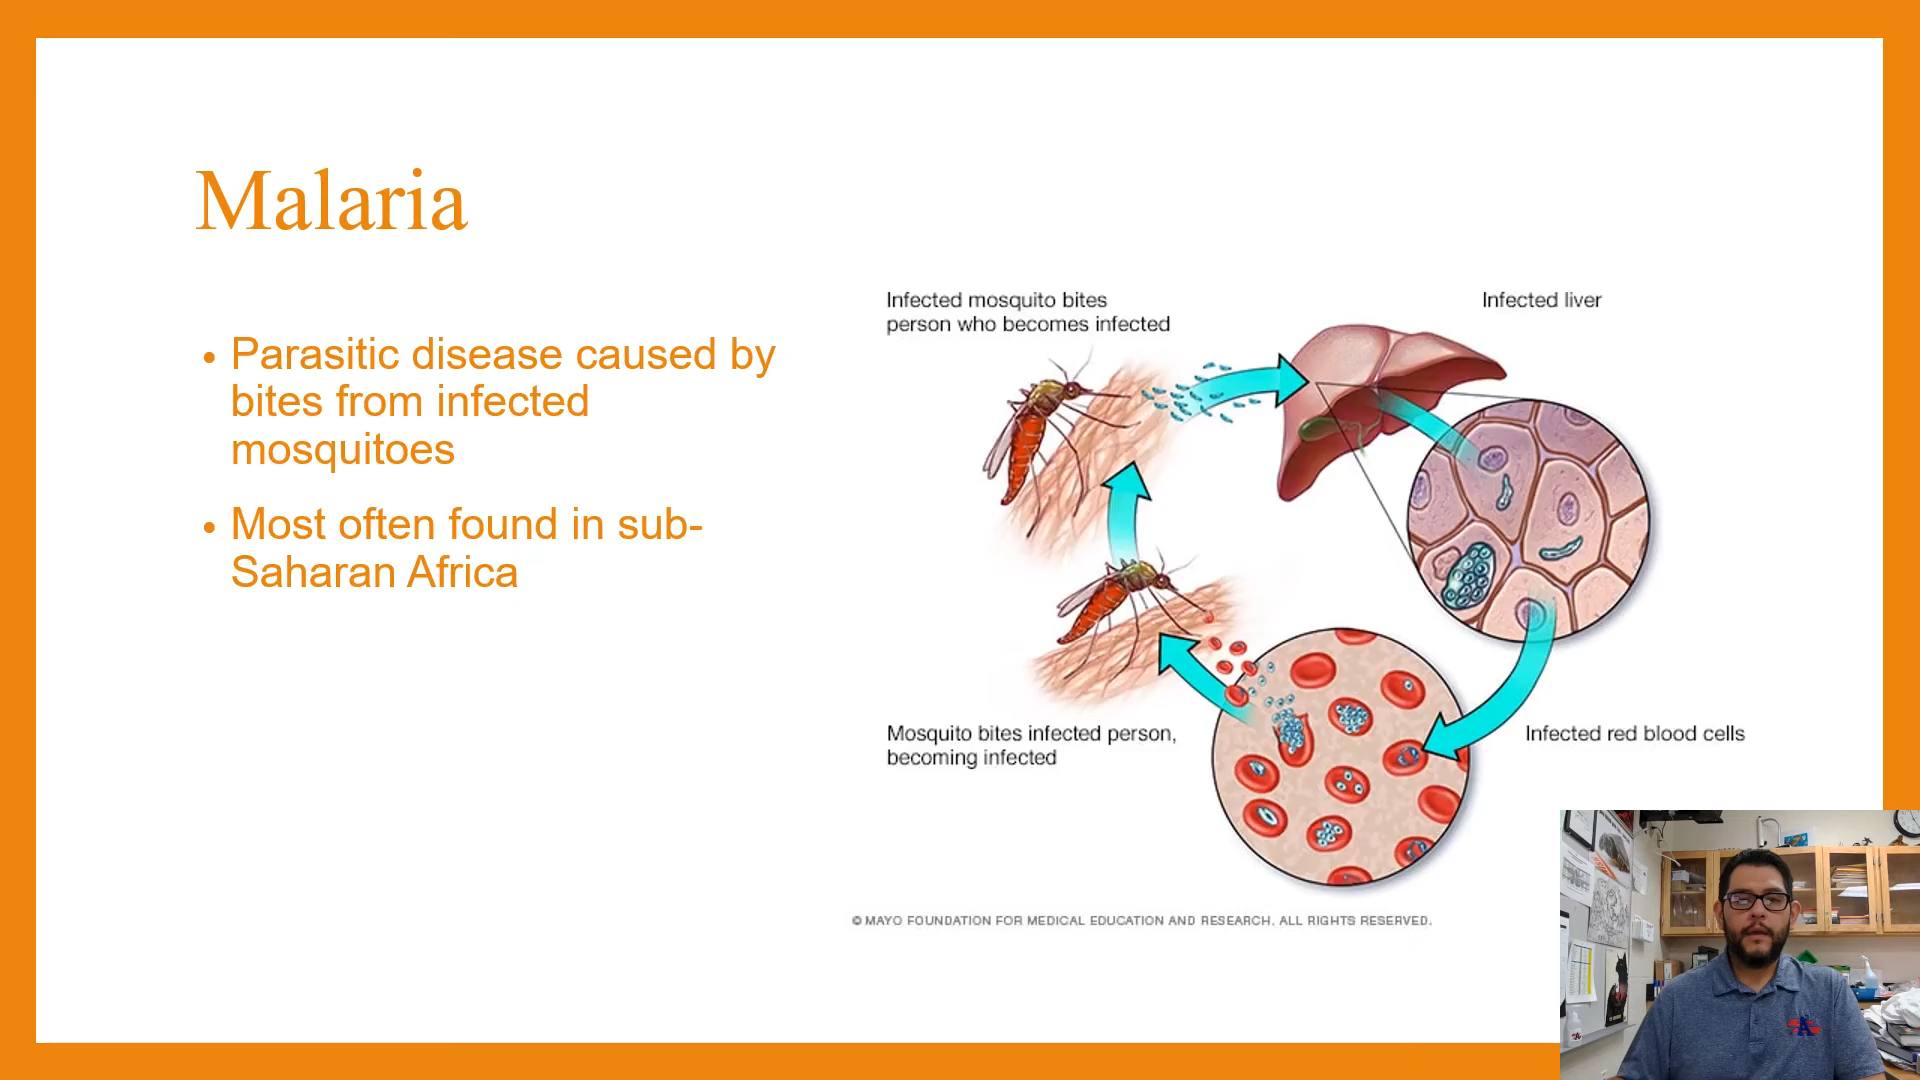 Malaria
• Parasitic disease caused by
bites from infected
mosquitoes
• Most often found in sub-
Saharan Africa
Infected mosquito bites
person who becomes infected
Infected liver
Mosquito bites infected person,
becoming infected
Infected red blood cells
© MAYO FOUNDATION FOR MEDICAL EDUCATION AND RESEARCH. ALL RIGHTS RESERVED.
A